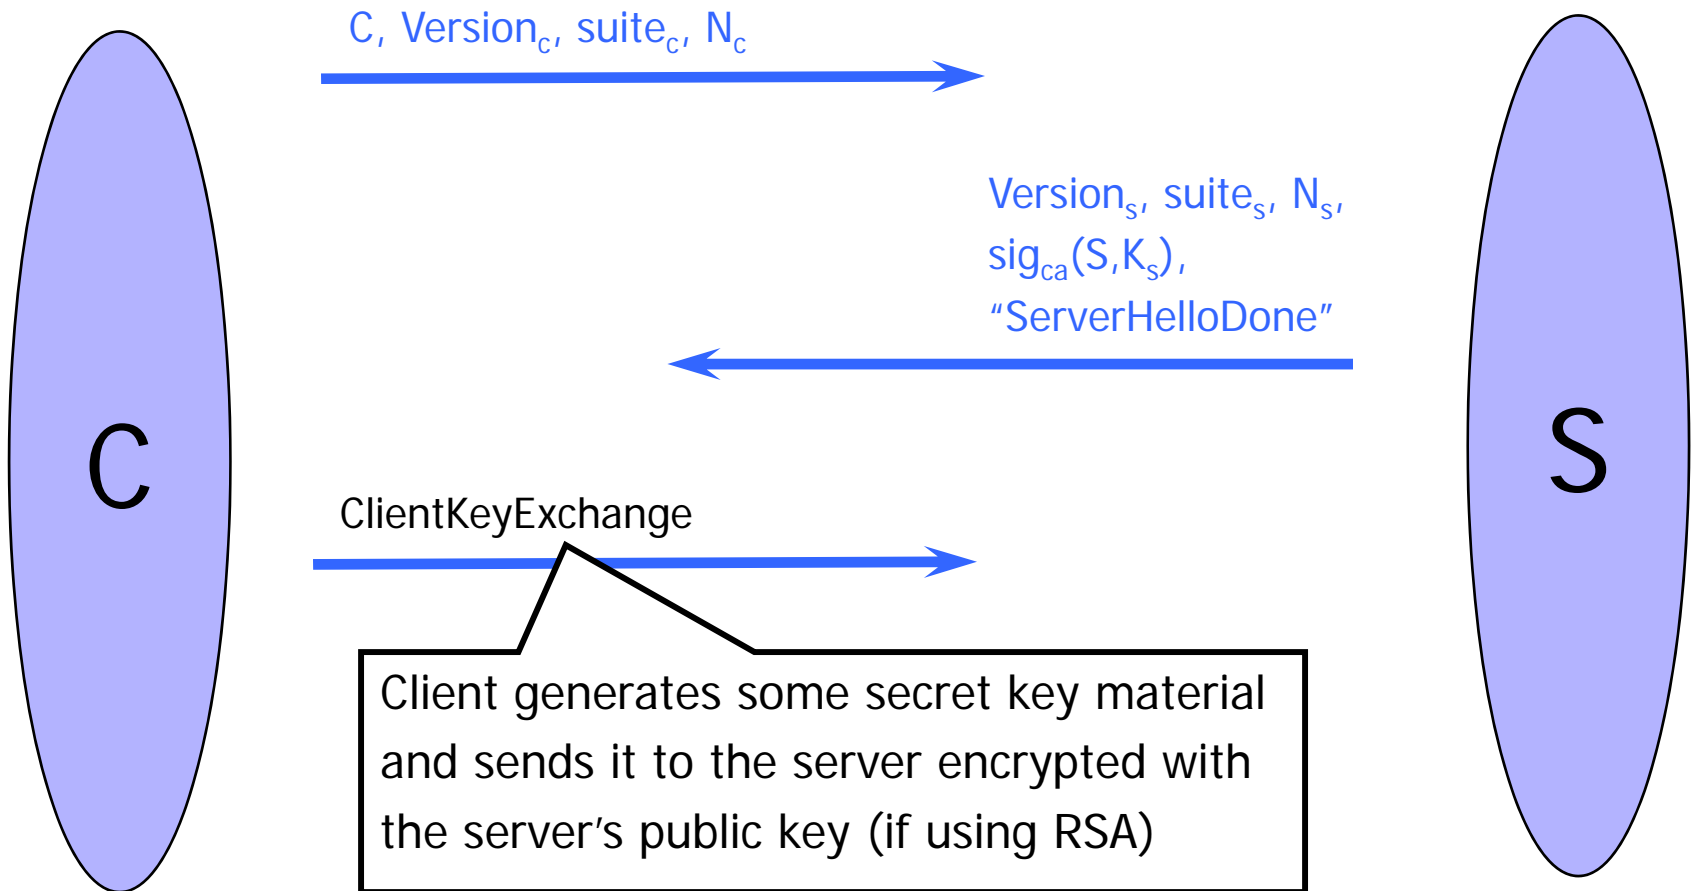 C, Version_c, suite_c, N_c
Version_s, suite_s, N_s,
sig_ca(S,K_s),
“ServerHelloDone”
C
S
ClientKeyExchange
Client generates some secret key material
and sends it to the server encrypted with
the server’s public key (if using RSA)